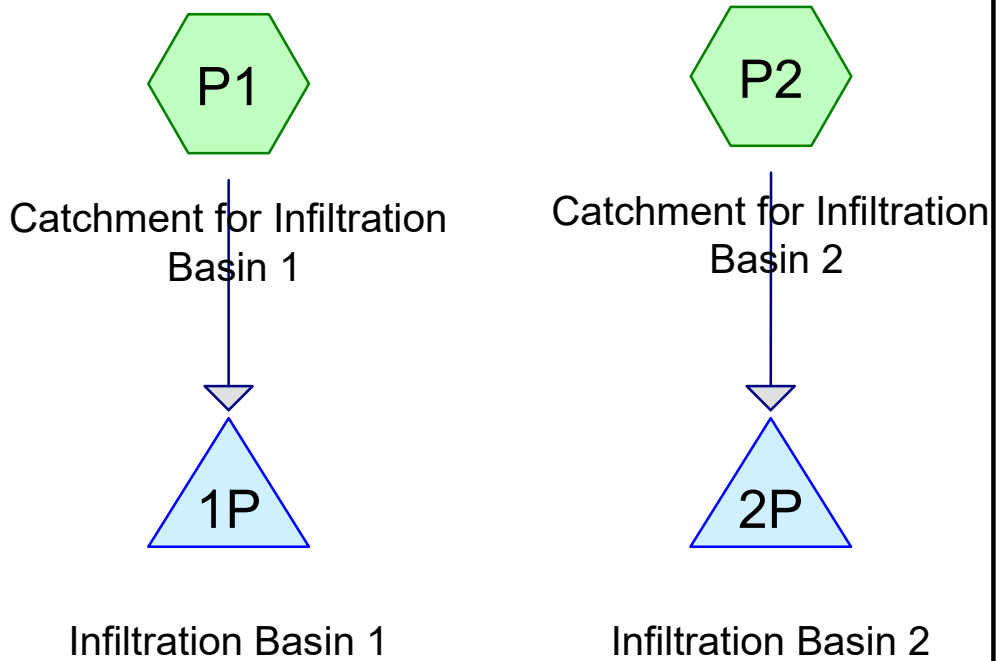 P1
Catchment for Infiltration
Basin 1
1P
Infiltration Basin 1
P2
Catchment for Infiltration
Basin 2
2P
Infiltration Basin 2